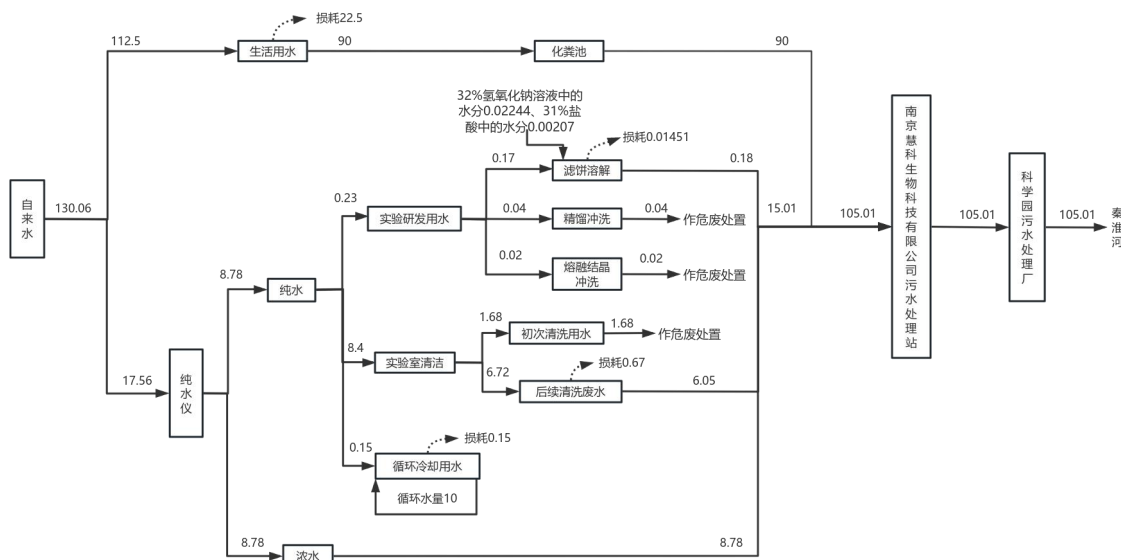 损耗22.5
112.5
生活用水
90
化粪池
90
32%氢氧化钠溶液中的
水分0.02244、31%盐
酸中的水分0.00207
损耗0.01451
0.17
滤饼溶解
0.18
自来水
130.06
0.23
实验研发用水
0.04
精馏冲洗
0.04
作危废处置
15.01
105.01
南京慧科生物科技有限公司污水处理站
105.01
科学园污水处理厂
105.01
秦淮河
0.02
熔融结晶
冲洗
0.02
作危废处置
8.78
纯水
1.68
初次清洗用水
1.68
作危废处置
8.4
实验室清洁
损耗0.67
6.72
后续清洗废水
6.05
17.56
纯水仪
0.15
损耗0.15
循环冷却用水
循环水量10
8.78
浓水
8.78